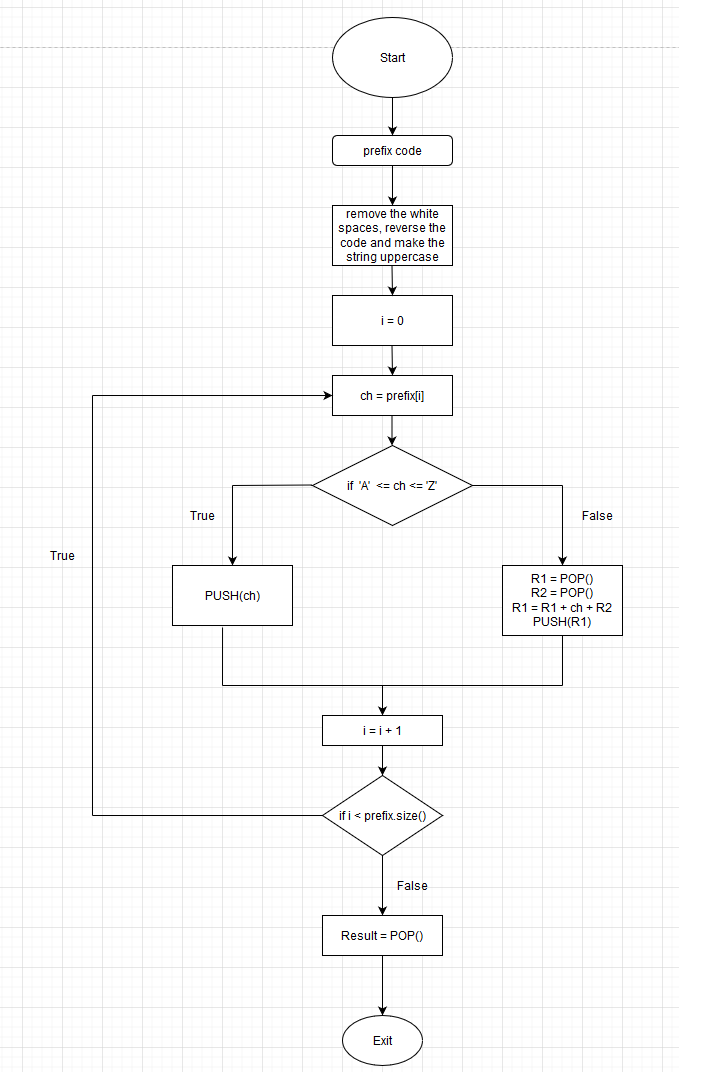 Start
prefix code
remove the white
spaces, reverse the
code and make the
string uppercase
i = 0
ch = prefix[i]
if 'A' <= ch <= 'Z'
True
False
True
PUSH(ch)
R1 = POP()
R2 = POP()
R1 = R1 + ch + R2
PUSH(R1)
i = i + 1
if i < prefix.size()
False
Result = POP()
Exit